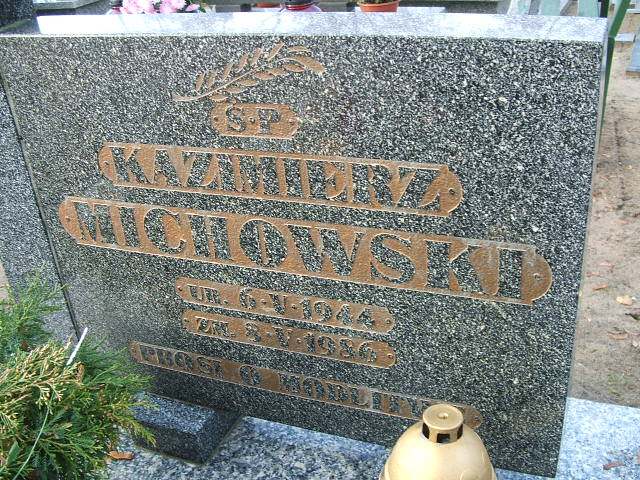 Ś·P
KAZIMIERZ
MICHOWSKI
UR. 6·V·1944
ZM. 8·V·1986
PROSI O MODLITWĘ